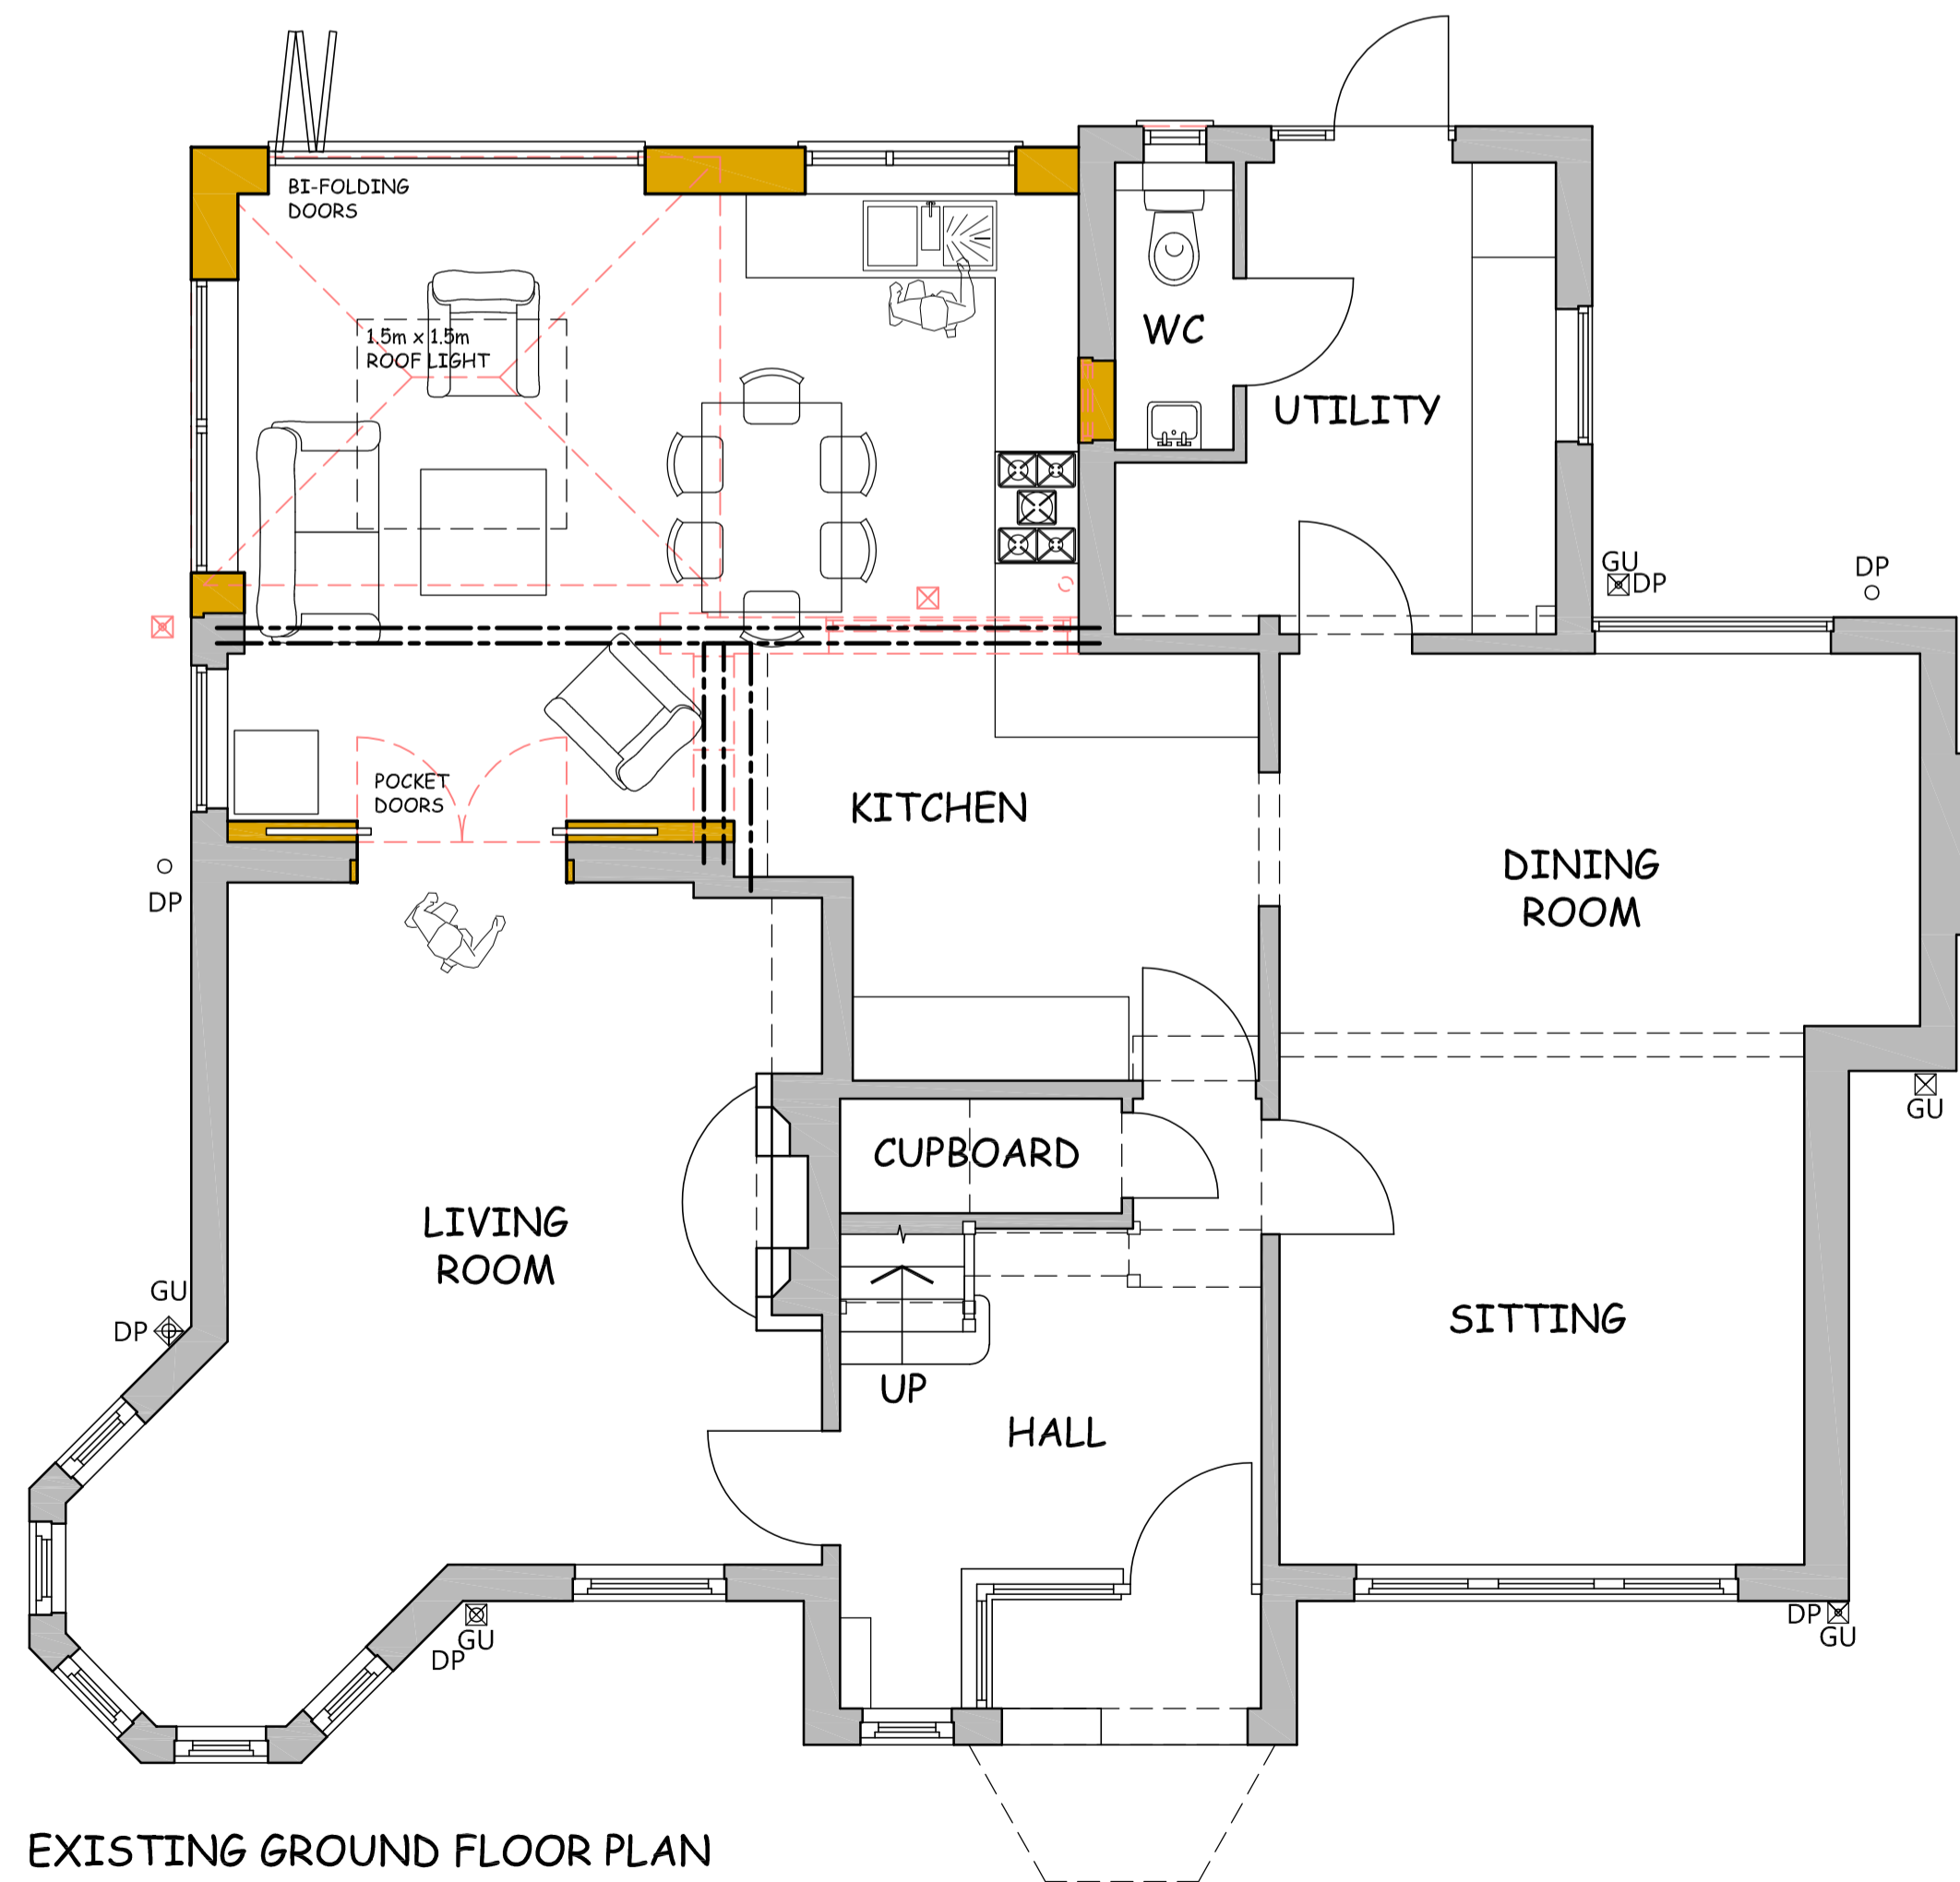 BI-FOLDING
DOORS
1.5m x 1.5m
ROOF LIGHT
WC
UTILITY
GU
DP
DP
POCKET
DOORS
KITCHEN
DINING
ROOM
DP
GU
CUPBOARD
LIVING
ROOM
GU
DP
SITTING
UP
HALL
GU
DP
DP
GU
EXISTING GROUND FLOOR PLAN